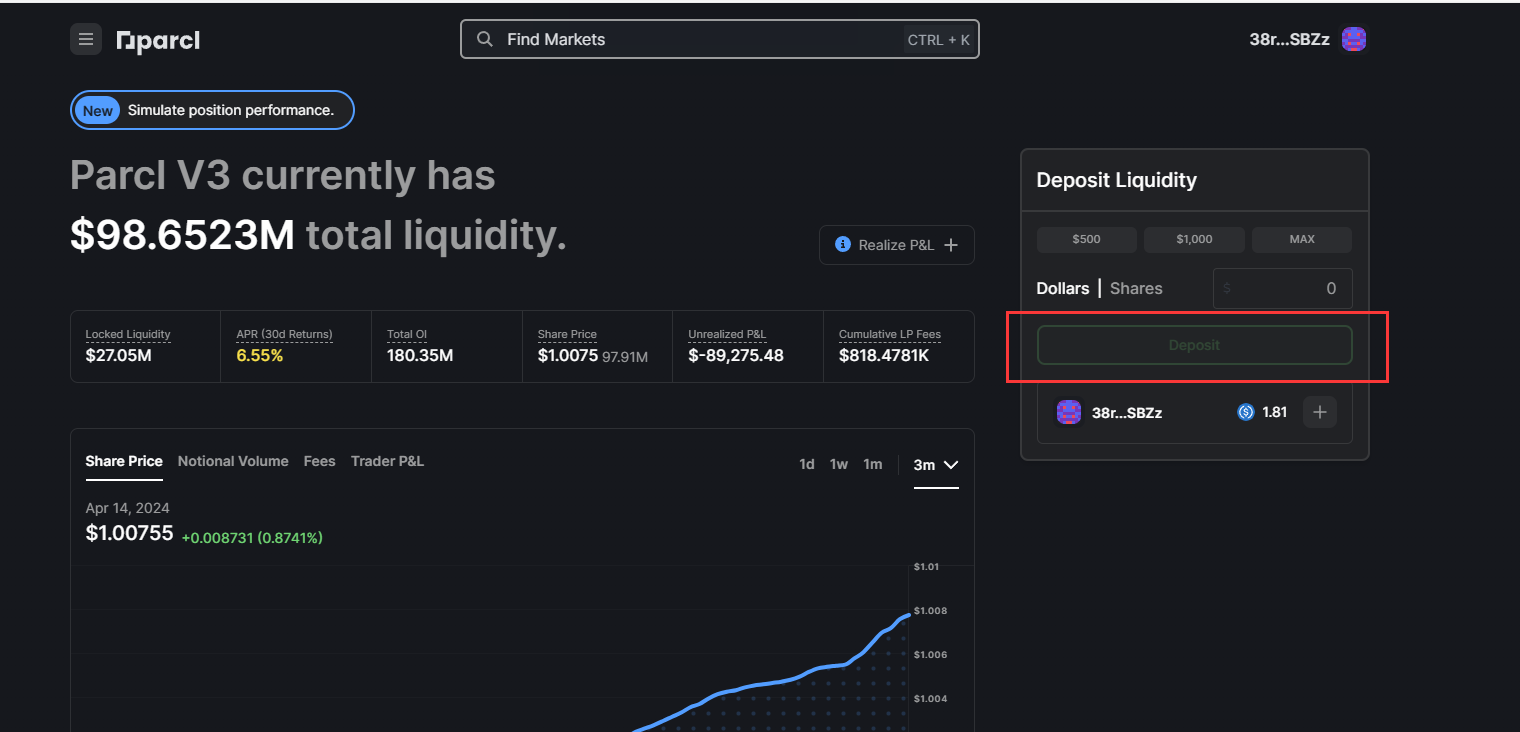 parcl
Find Markets
CTRL + K
38r...SBZz
New Simulate position performance.
Parcl V3 currently has
$98.6523M total liquidity.
Realize P&L
Locked Liquidity
$27.05M
APR (30d Returns)
6.55%
Total OI
180.35M
Share Price
$1.0075 97.91M
Unrealized P&L
$-89,275.48
Cumulative LP Fees
$818.4781K
Deposit Liquidity
$500
$1,000
MAX
Dollars | Shares
$ 0
Deposit
38r...SBZz
1.81
Share Price
Notional Volume
Fees
Trader P&L
1d
1w
1m
3m
Apr 14, 2024
$1.00755 +0.008731 (0.8741%)
$1.01
$1.008
$1.006
$1.004